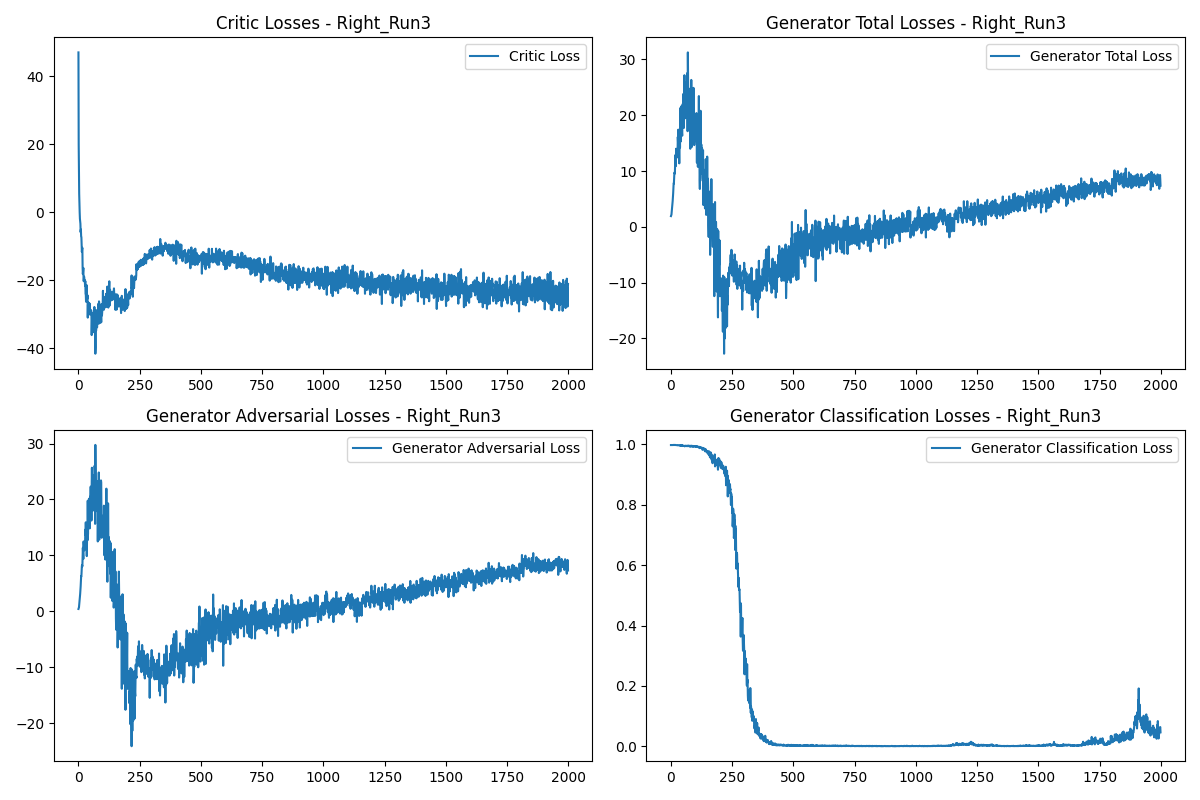 Critic Losses - Right_Run3
Critic Loss
40
20
0
−20
−40
0 250 500 750 1000 1250 1500 1750 2000
Generator Total Losses - Right_Run3
Generator Total Loss
30
20
10
0
−10
−20
0 250 500 750 1000 1250 1500 1750 2000
Generator Adversarial Losses - Right_Run3
Generator Adversarial Loss
30
20
10
0
−10
−20
0 250 500 750 1000 1250 1500 1750 2000
Generator Classification Losses - Right_Run3
Generator Classification Loss
1.0
0.8
0.6
0.4
0.2
0.0
0 250 500 750 1000 1250 1500 1750 2000